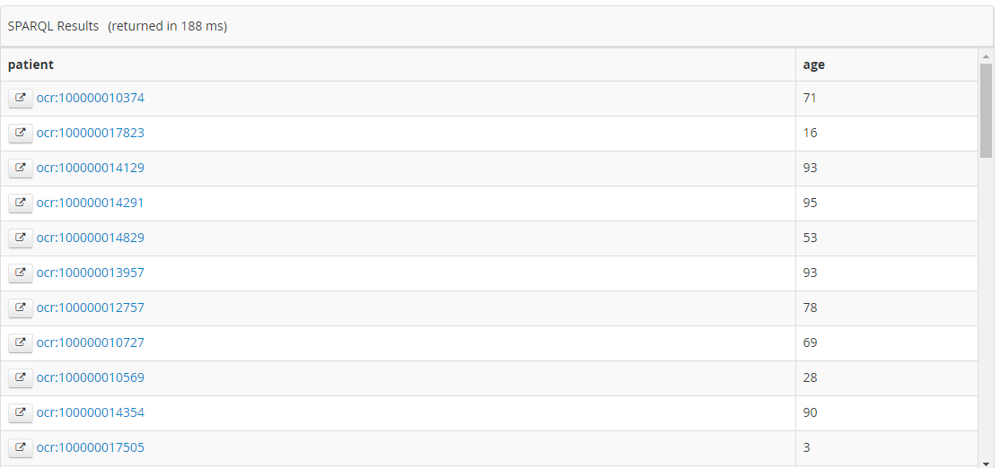 SPARQL Results (returned in 188 ms)
patient age
ocr:100000010374 71
ocr:100000017823 16
ocr:100000014129 93
ocr:100000014291 95
ocr:100000014829 53
ocr:100000013957 93
ocr:100000012757 78
ocr:100000010727 69
ocr:100000010569 28
ocr:100000014354 90
ocr:100000017505 3